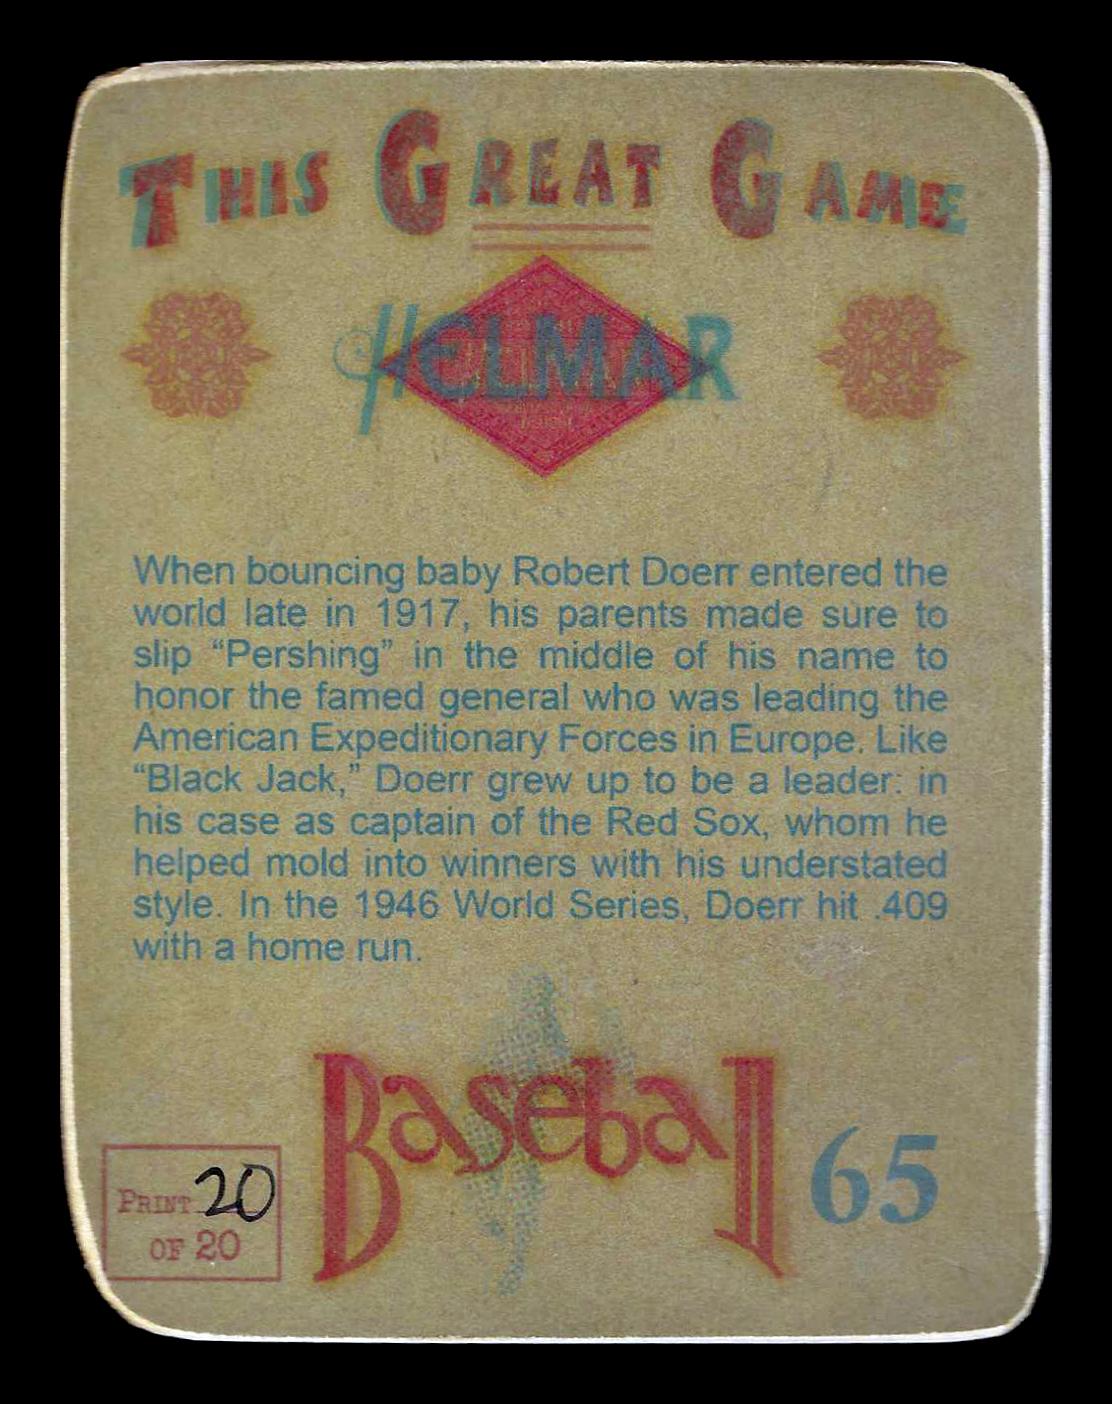 THIS GREAT GAME
HELMAR
When bouncing baby Robert Doerr entered the
world late in 1917, his parents made sure to
slip “Pershing” in the middle of his name to
honor the famed general who was leading the
American Expeditionary Forces in Europe. Like
“Black Jack,” Doerr grew up to be a leader: in
his case as captain of the Red Sox, whom he
helped mold into winners with his understated
style. In the 1946 World Series, Doerr hit .409
with a home run.
Baseball 65
PRINT 20
OF 20